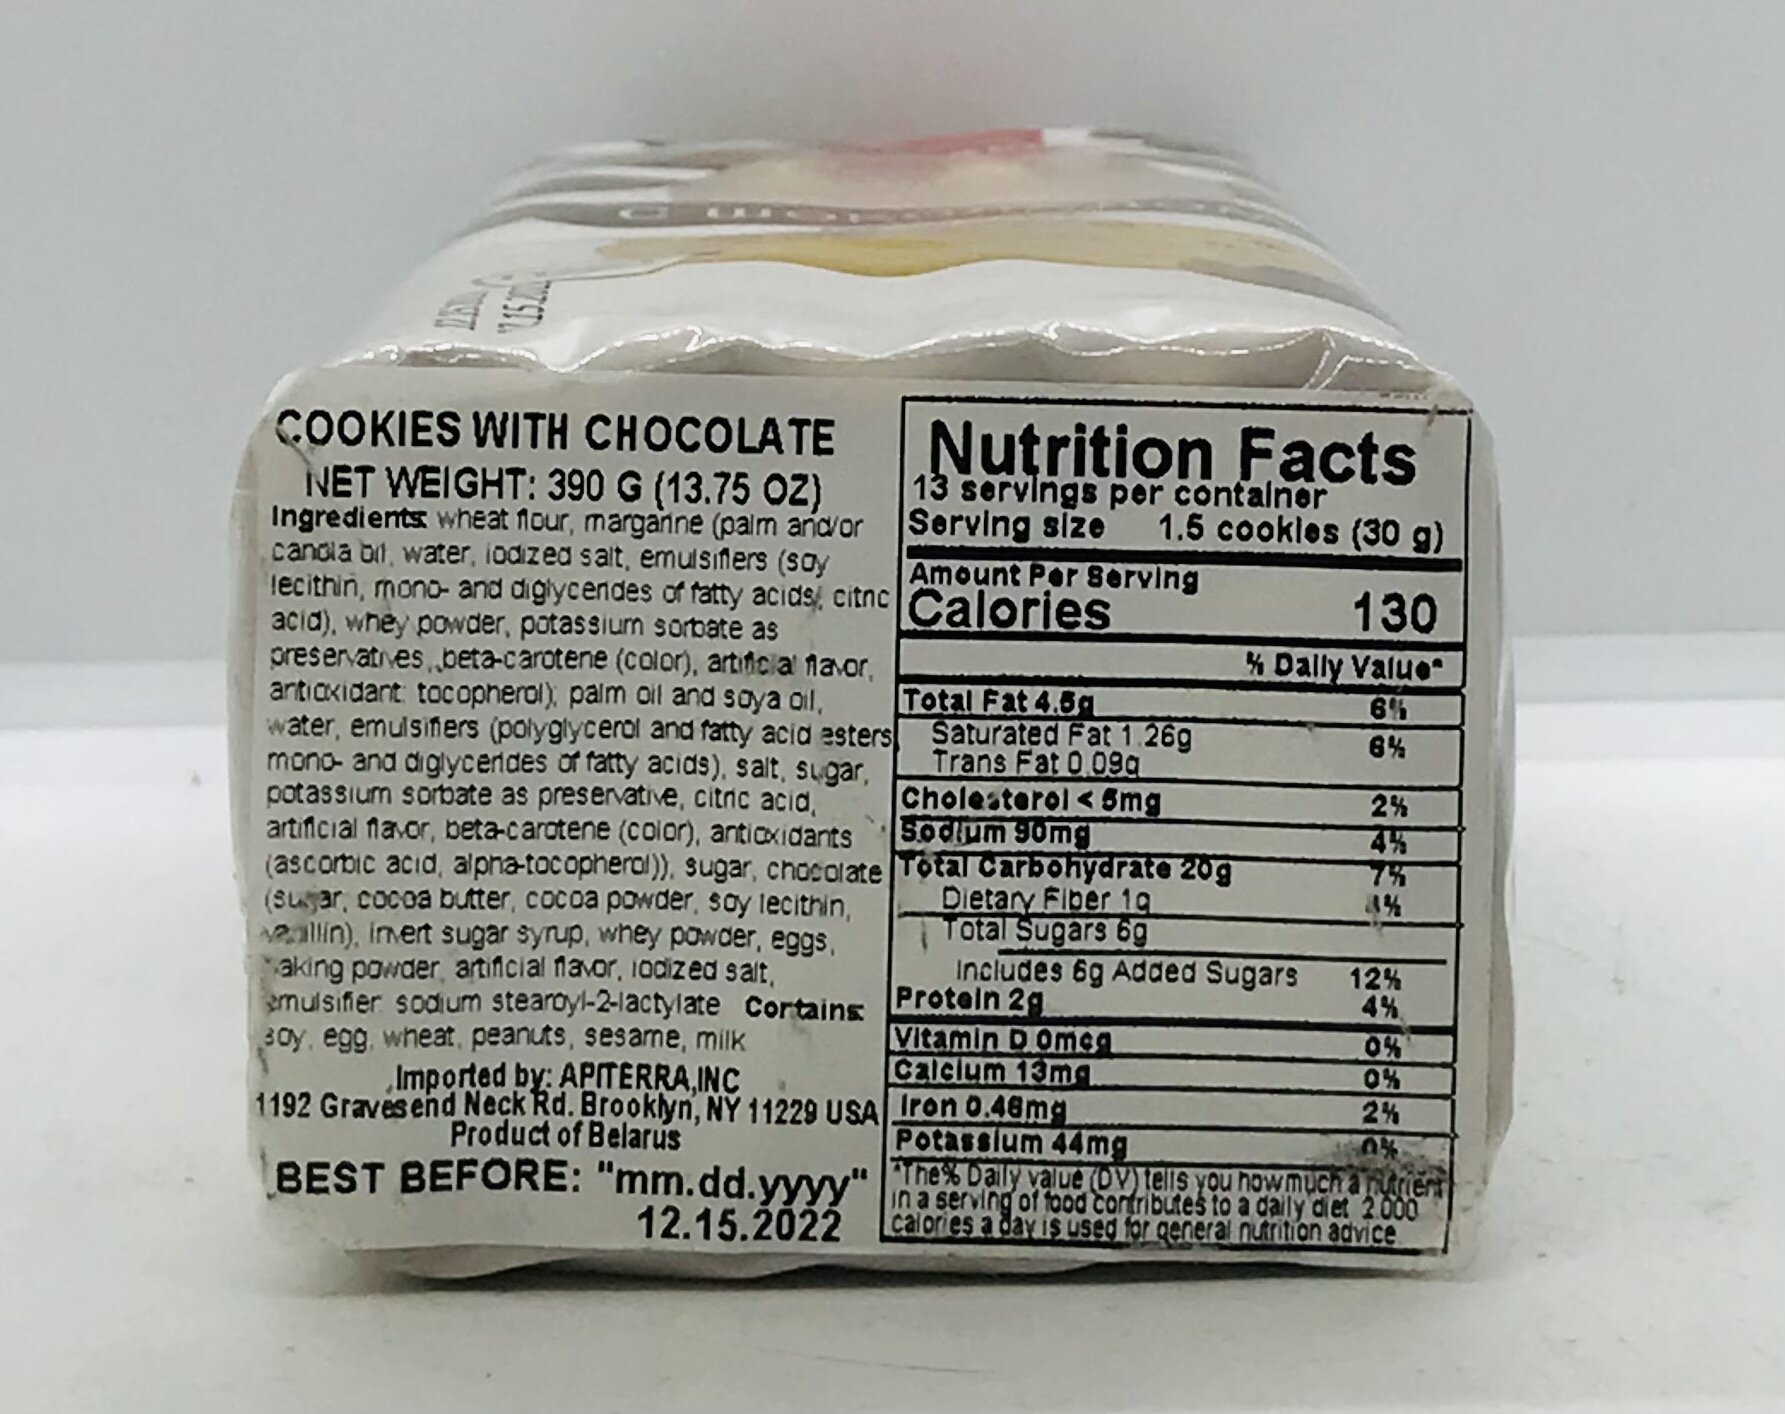 COOKIES WITH CHOCOLATE
NET WEIGHT: 390 G (13.75 OZ)
Ingredients: wheat flour, margarine (palm and/or
canola oil, water, iodized salt, emulsifiers (soy
lecithin, mono- and diglycerides of fatty acids, citric
acid), whey powder, potassium sorbate as
preservatives, beta-carotene (color), artificial flavor,
antioxidant: tocopherol), palm oil and soya oil,
water, emulsifiers (polyglycerol and fatty acid esters
mono- and diglycerides of fatty acids), salt, sugar,
potassium sorbate as preservative, citric acid,
artificial flavor, beta-carotene (color), antioxidants
(ascorbic acid, alpha-tocopherol)), sugar, chocolate
(sugar, cocoa butter, cocoa powder, soy lecithin,
vanillin), invert sugar syrup, whey powder, eggs,
baking powder, artificial flavor, iodized salt,
emulsifier: sodium stearoyl-2-lactylate Contains:
soy, egg, wheat, peanuts, sesame, milk
Imported by: APITERRA,INC
1192 Gravesend Neck Rd. Brooklyn, NY 11229 USA
Product of Belarus
BEST BEFORE: "mm.dd.yyyy"
12.15.2022
Nutrition Facts
13 servings per container
Serving size 1.5 cookies (30 g)
Amount Per Serving
Calories 130
% Daily Value*
Total Fat 4.5g 6%
Saturated Fat 1.26g 6%
Trans Fat 0.09g
Cholesterol < 5mg 2%
Sodium 90mg 4%
Total Carbohydrate 20g 7%
Dietary Fiber 1g 4%
Total Sugars 6g
Includes 6g Added Sugars 12%
Protein 2g 4%
Vitamin D 0mcg 0%
Calcium 13mg 0%
Iron 0.46mg 2%
Potassium 44mg 0%
*The% Daily value (DV) tells you how much a nutrient
in a serving of food contributes to a daily diet 2.000
calories a day is used for general nutrition advice